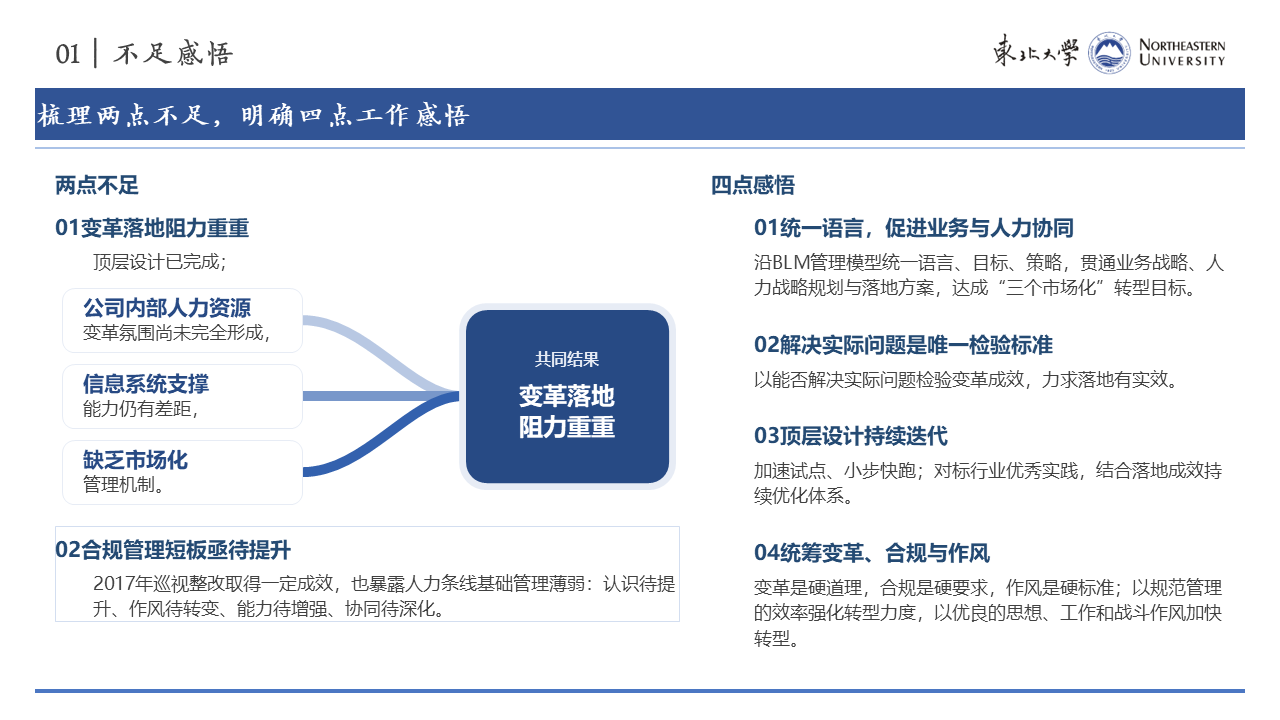 01 | 不足感悟
东北大学
NORTHEASTERN
UNIVERSITY
梳理两点不足，明确四点工作感悟
两点不足
01变革落地阻力重重
顶层设计已完成；
公司内部人力资源
变革氛围尚未完全形成，
信息系统支撑
能力仍有差距，
缺乏市场化
管理机制。
共同结果
变革落地
阻力重重
02合规管理短板亟待提升
2017年巡视整改取得一定成效，也暴露人力条线基础管理薄弱：认识待提
升、作风待转变、能力待增强、协同待深化。
四点感悟
01统一语言，促进业务与人力协同
沿BLM管理模型统一语言、目标、策略，贯通业务战略、人
力战略规划与落地方案，达成“三个市场化”转型目标。
02解决实际问题是唯一检验标准
以能否解决实际问题检验变革成效，力求落地有实效。
03顶层设计持续迭代
加速试点、小步快跑；对标行业优秀实践，结合落地成效持
续优化体系。
04统筹变革、合规与作风
变革是硬道理，合规是硬要求，作风是硬标准；以规范管理
的效率强化转型力度，以优良的思想、工作和战斗作风加快
转型。